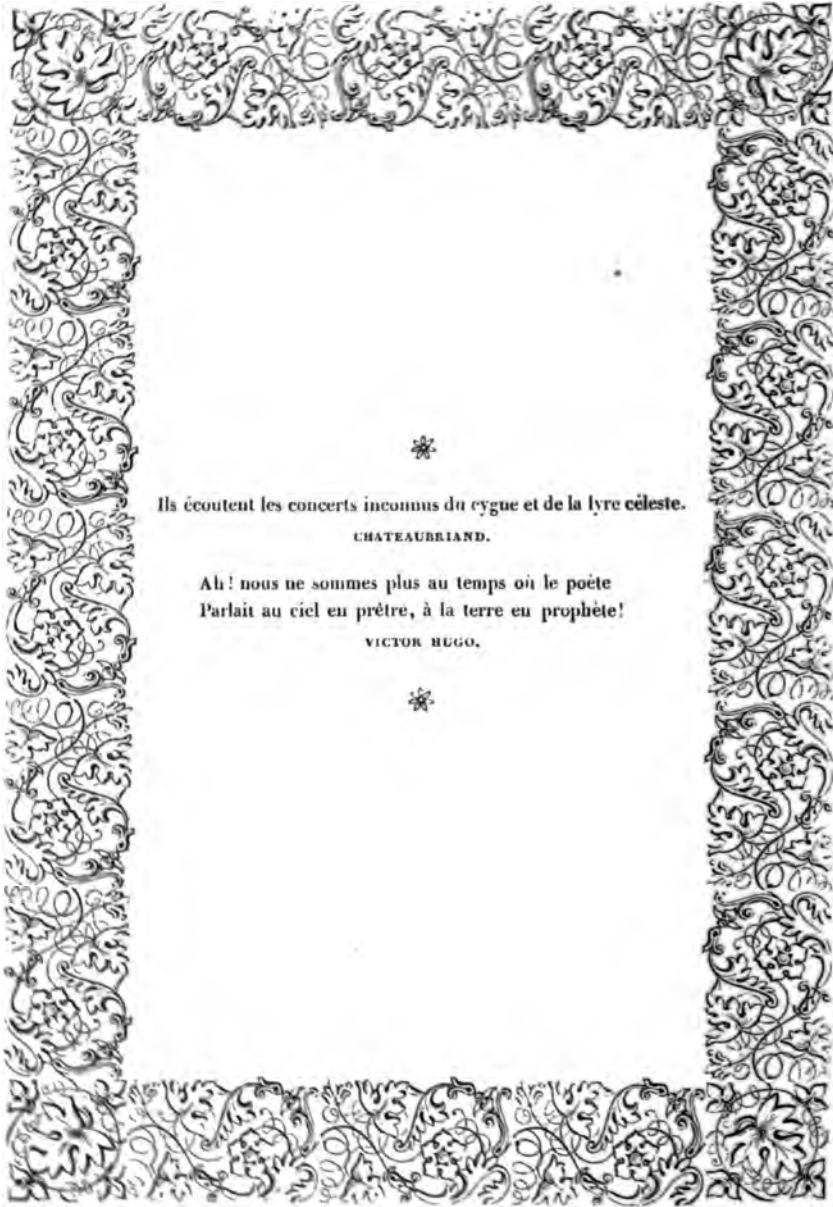 Ils écoutent les concerts inconnus du cygne et de la lyre céleste.
CHATEAUBRIAND.
Ah! nous ne sommes plus au temps où le poète
Parlait au ciel en prêtre, à la terre en prophète!
VICTOR HUGO.